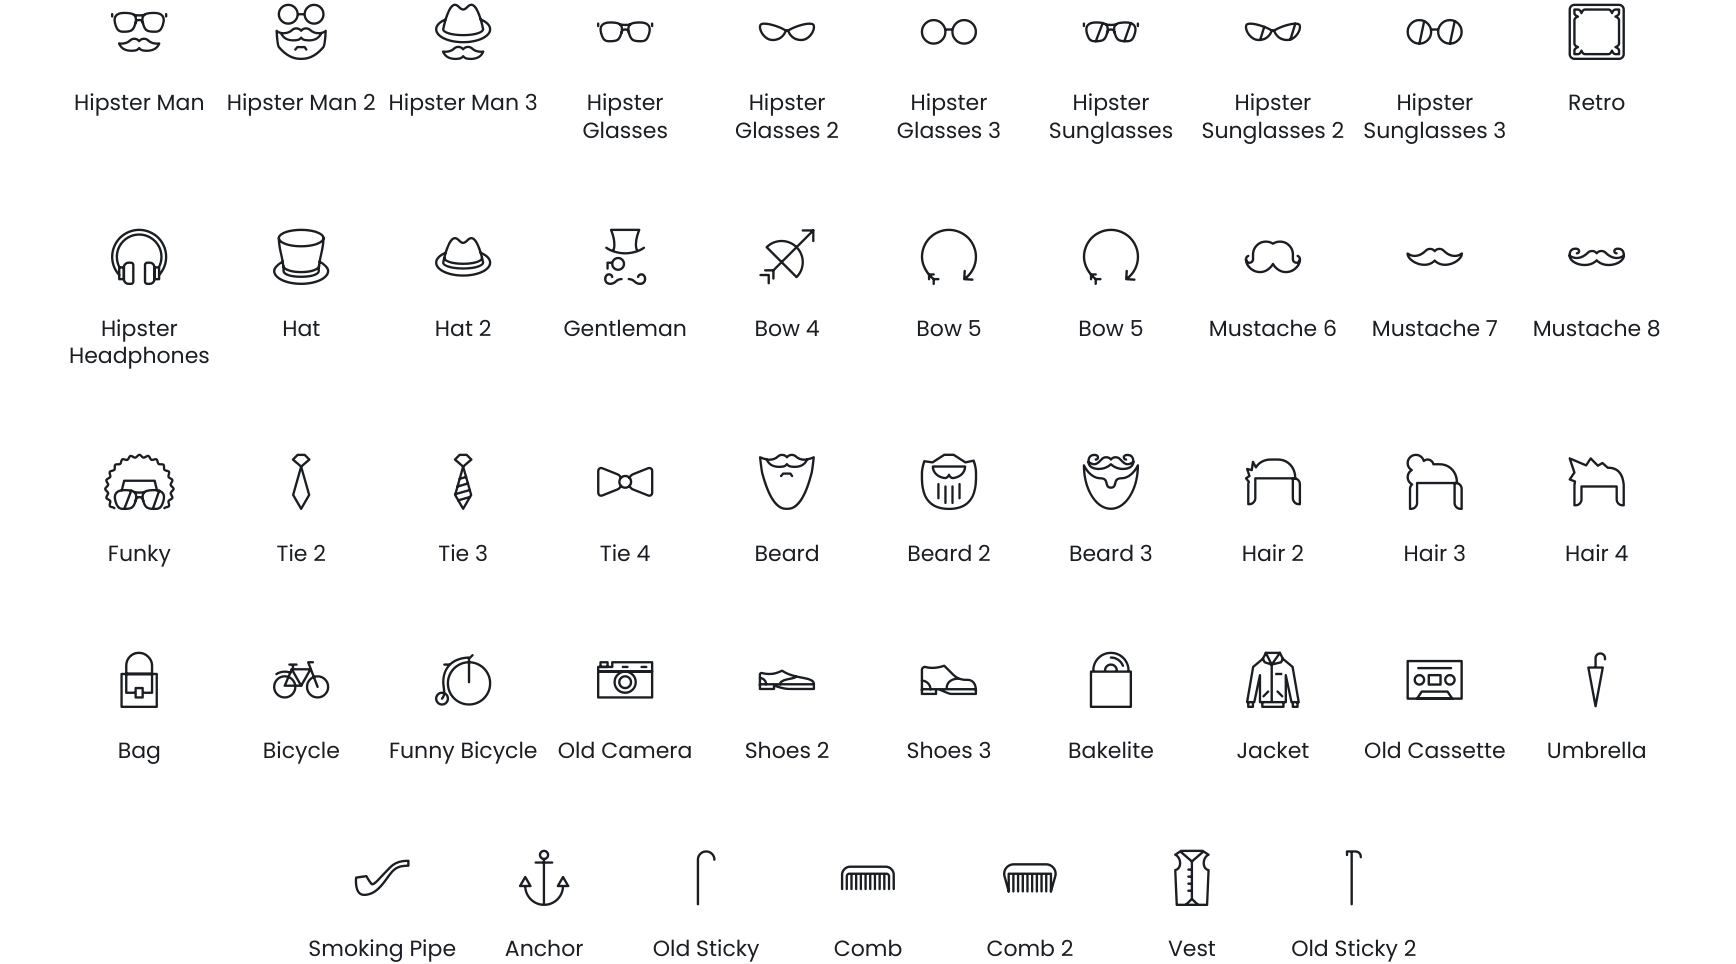 Hipster Man Hipster Man 2 Hipster Man 3 Hipster Hipster Hipster Hipster Hipster Hipster Retro
Glasses Glasses 2 Glasses 3 Sunglasses Sunglasses 2 Sunglasses 3
Hipster Hat Hat 2 Gentleman Bow 4 Bow 5 Bow 5 Mustache 6 Mustache 7 Mustache 8
Headphones
Funky Tie 2 Tie 3 Tie 4 Beard Beard 2 Beard 3 Hair 2 Hair 3 Hair 4
Bag Bicycle Funny Bicycle Old Camera Shoes 2 Shoes 3 Bakelite Jacket Old Cassette Umbrella
Smoking Pipe Anchor Old Sticky Comb Comb 2 Vest Old Sticky 2